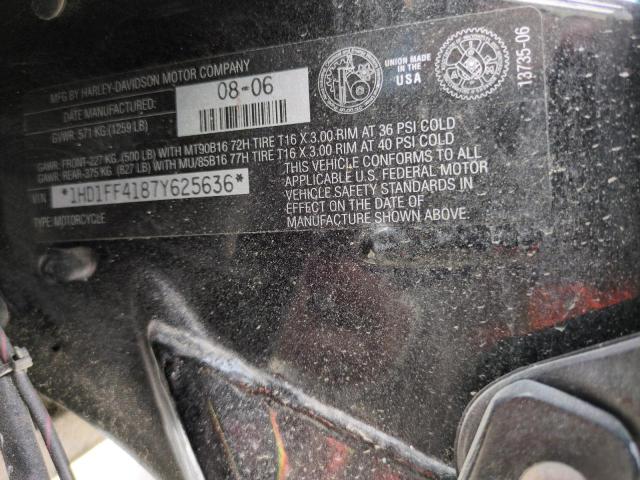 MFG BY HARLEY-DAVIDSON MOTOR COMPANY
DATE MANUFACTURED: 08-06
GVWR: 571 KG (1259 LB)
UNION MADE
IN THE
USA
13735-06
GAWR: FRONT-227 KG. (500 LB) WITH MT90B16 72H TIRE T16 X 3.00 RIM AT 36 PSI COLD
GAWR: REAR-375 KG. (827 LB) WITH MU/85B16 77H TIRE T16 X 3.00 RIM AT 40 PSI COLD
VIN *1HD1FF4187Y625636*
TYPE: MOTORCYCLE
THIS VEHICLE CONFORMS TO ALL
APPLICABLE U.S. FEDERAL MOTOR
VEHICLE SAFETY STANDARDS IN
EFFECT ON THE DATE OF
MANUFACTURE SHOWN ABOVE.